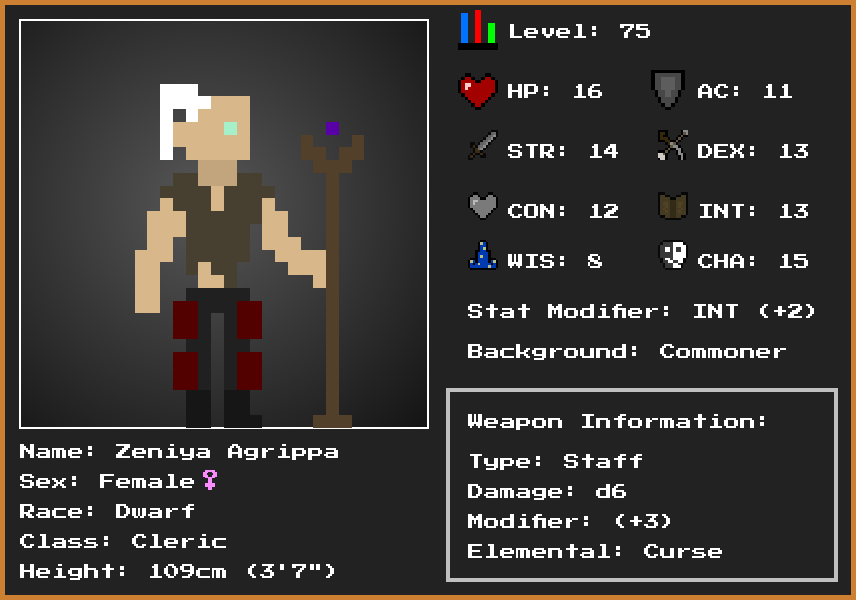 Level: 75
HP: 16 AC: 11
STR: 14 DEX: 13
CON: 12 INT: 13
WIS: 8 CHA: 15
Stat Modifier: INT (+2)
Background: Commoner
Weapon Information:
Type: Staff
Damage: d6
Modifier: (+3)
Elemental: Curse
Name: Zeniya Agrippa
Sex: Female♀
Race: Dwarf
Class: Cleric
Height: 109cm (3'7")